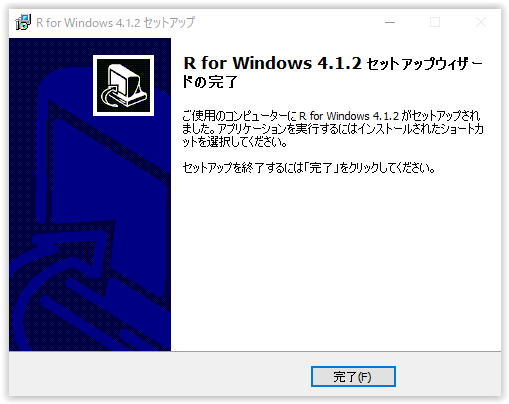 R for Windows 4.1.2 セットアップ
R for Windows 4.1.2 セットアップウィザー
ドの完了
ご使用のコンピューターに R for Windows 4.1.2 がセットアップされ
ました。アプリケーションを実行するにはインストールされたショートカ
ットを選択してください。
セットアップを終了するには「完了」をクリックしてください。
完了(F)